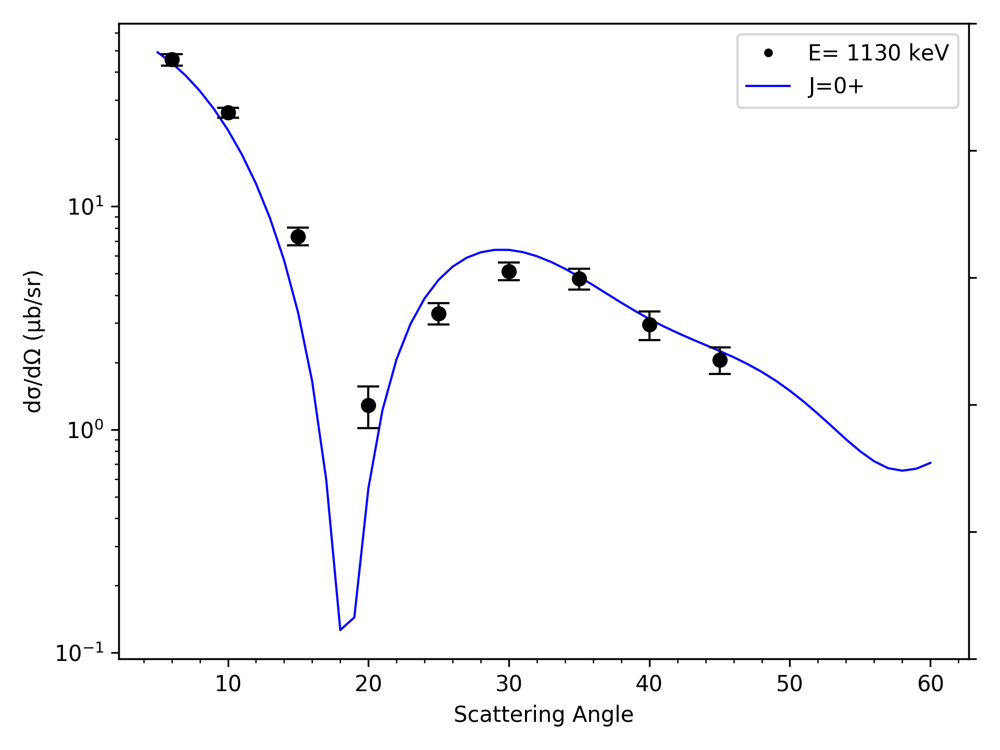 E= 1130 keV
J=0+
dσ/dΩ (μb/sr)
10¹
10⁰
10⁻¹
10 20 30 40 50 60
Scattering Angle